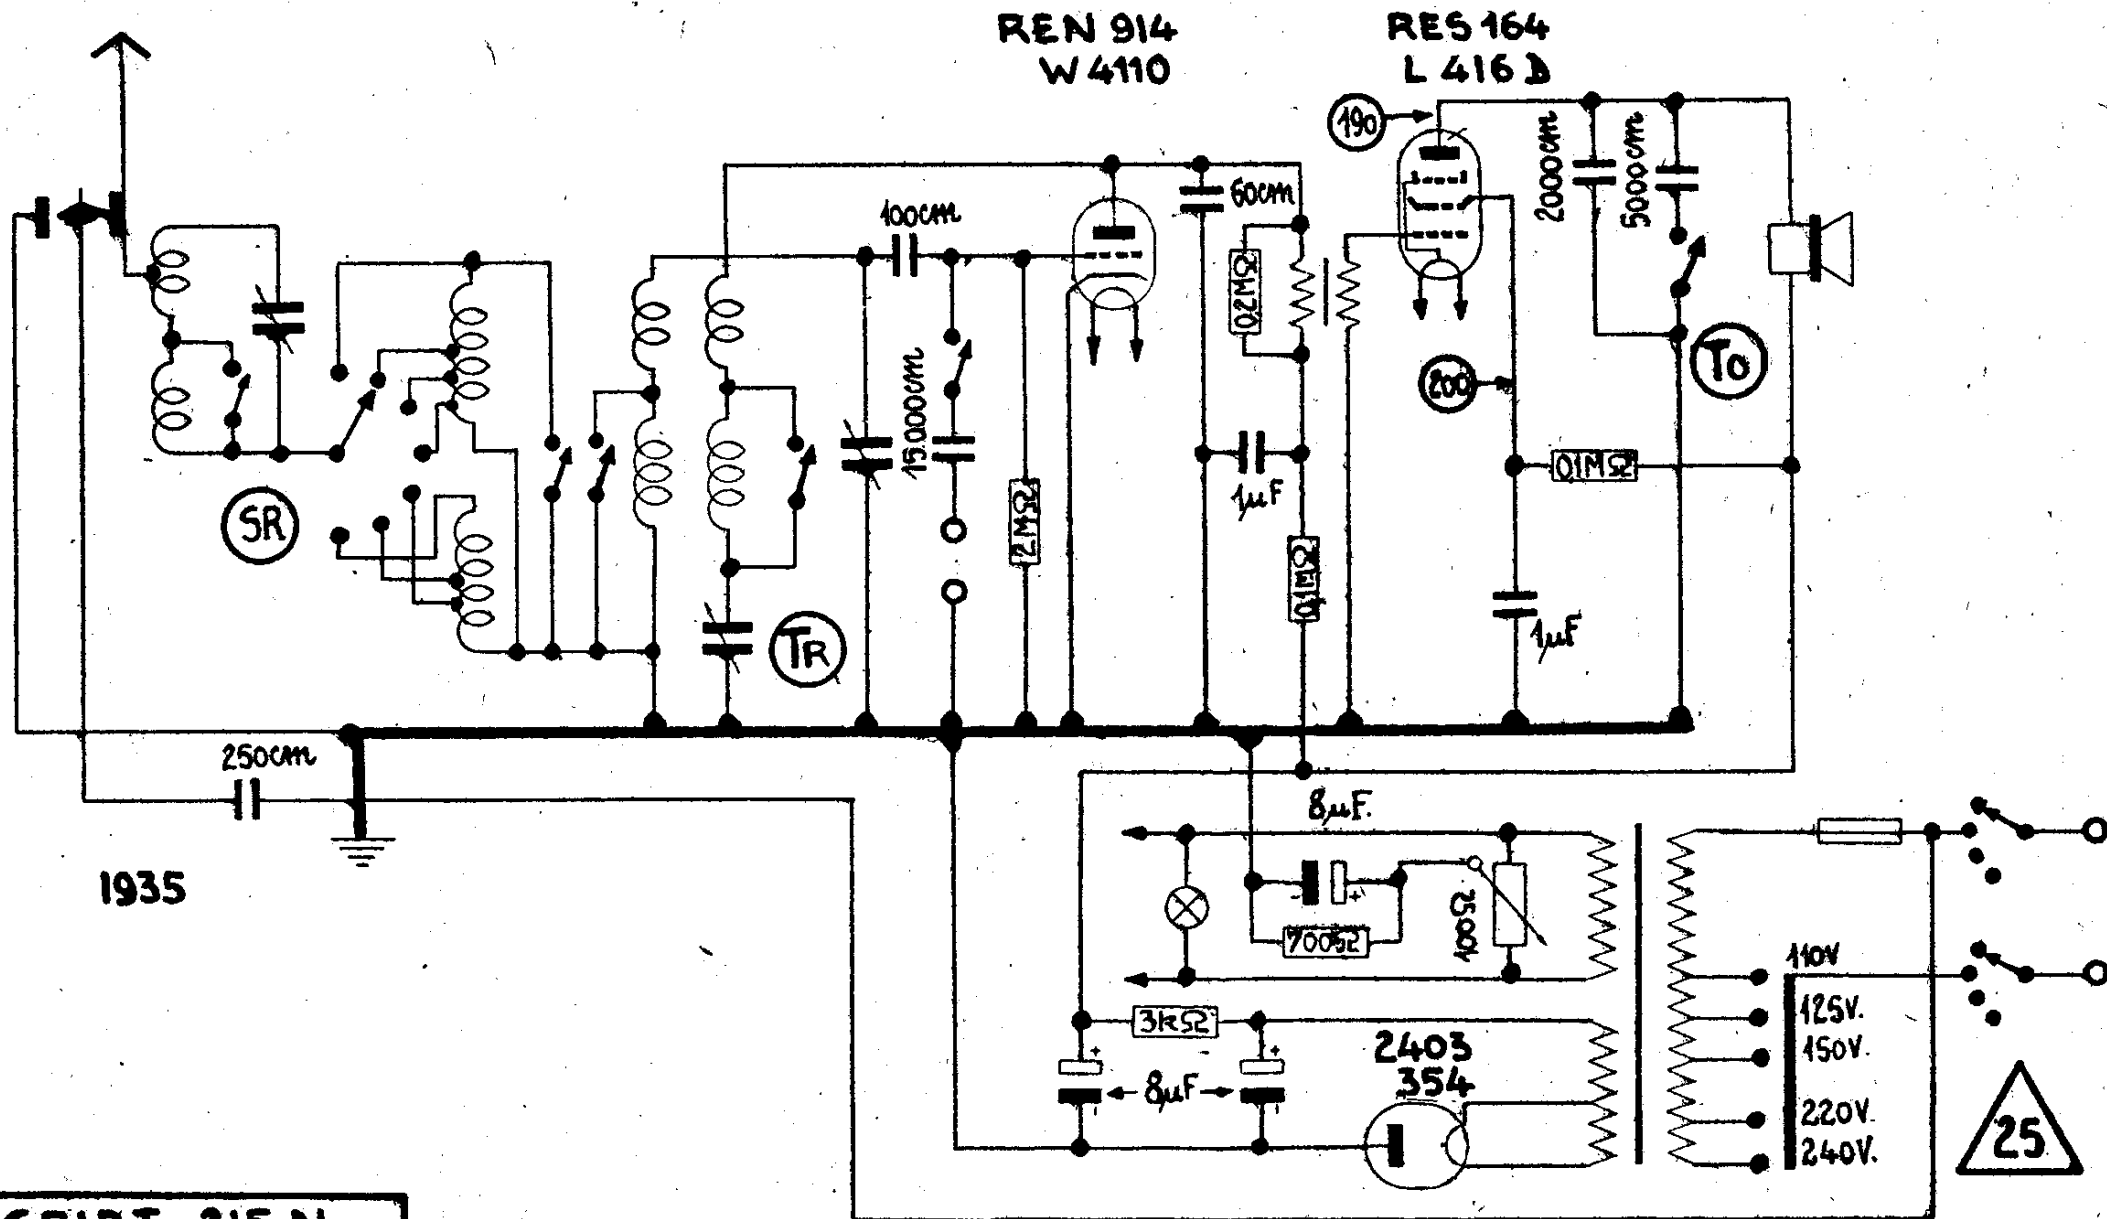 REN 914
W 4110
RES 164
L 416 D
190
2000cm
5000cm
100cm
60cm
0.2MΩ
To
200
15.000cm
0,1MΩ
1µF
2MΩ
SR
0,1MΩ
1µF
TR
250cm
8µF.
1935
700Ω
100Ω
110V
125V.
150V.
220V.
240V.
3kΩ
8µF
2403
354
25